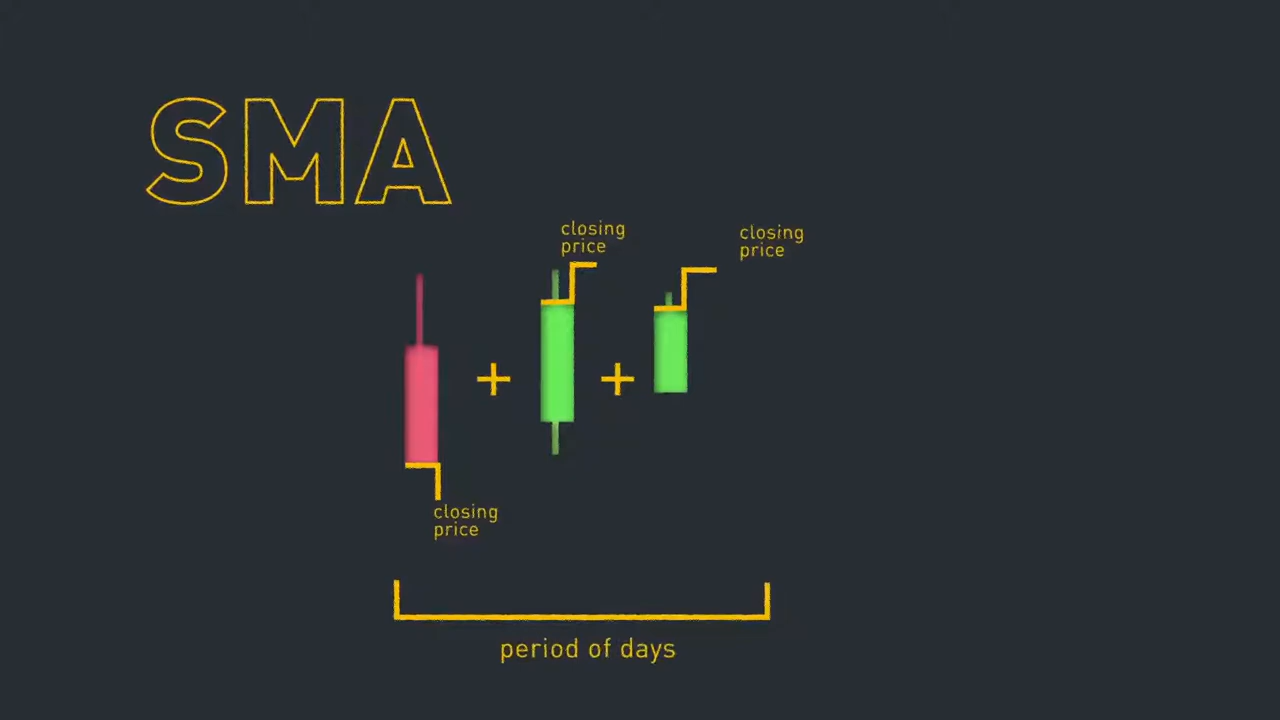 SMA
closing
price
closing
price
+
+
closing
price
period of days